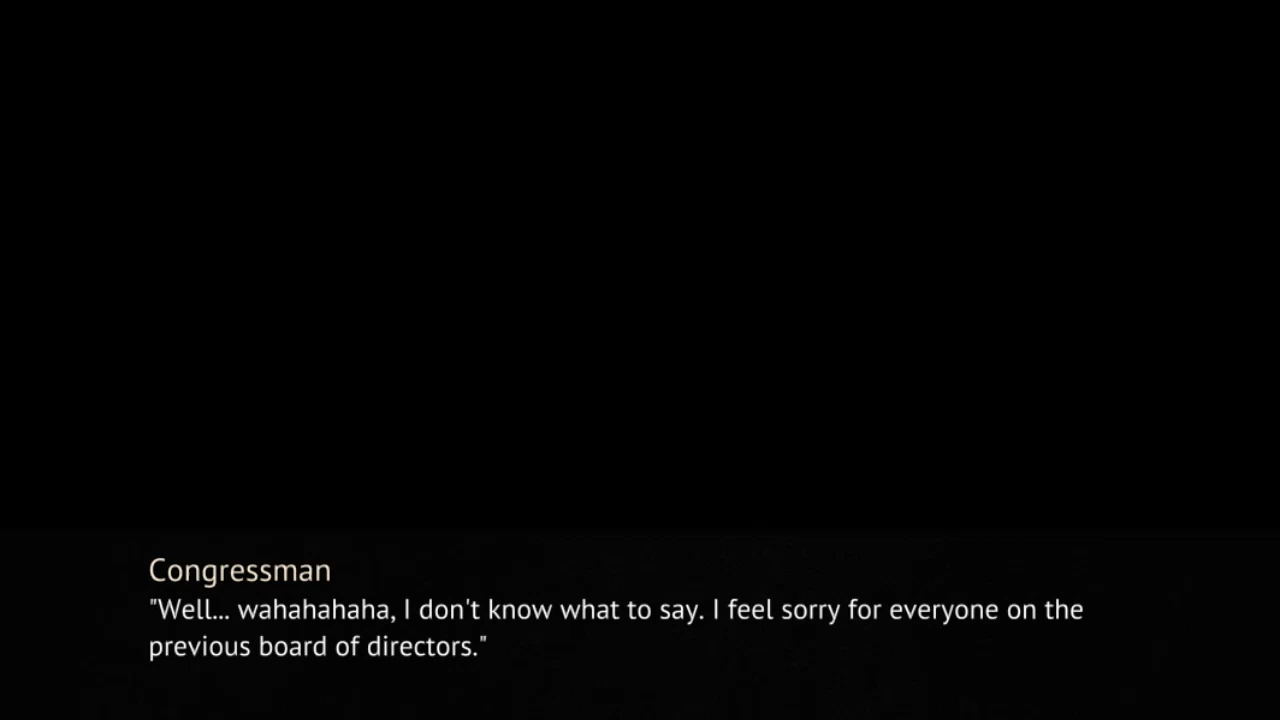 Congressman
"Well... wahahahaha, I don't know what to say. I feel sorry for everyone on the
previous board of directors."